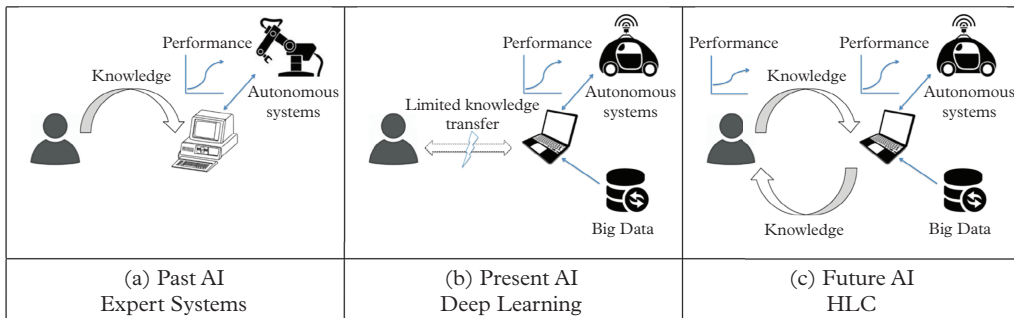 Performance
Knowledge
Autonomous
systems
(a) Past AI
Expert Systems
Performance
Limited knowledge
transfer
Autonomous
systems
Big Data
(b) Present AI
Deep Learning
Performance
Performance
Knowledge
Autonomous
systems
Knowledge
Big Data
(c) Future AI
HLC